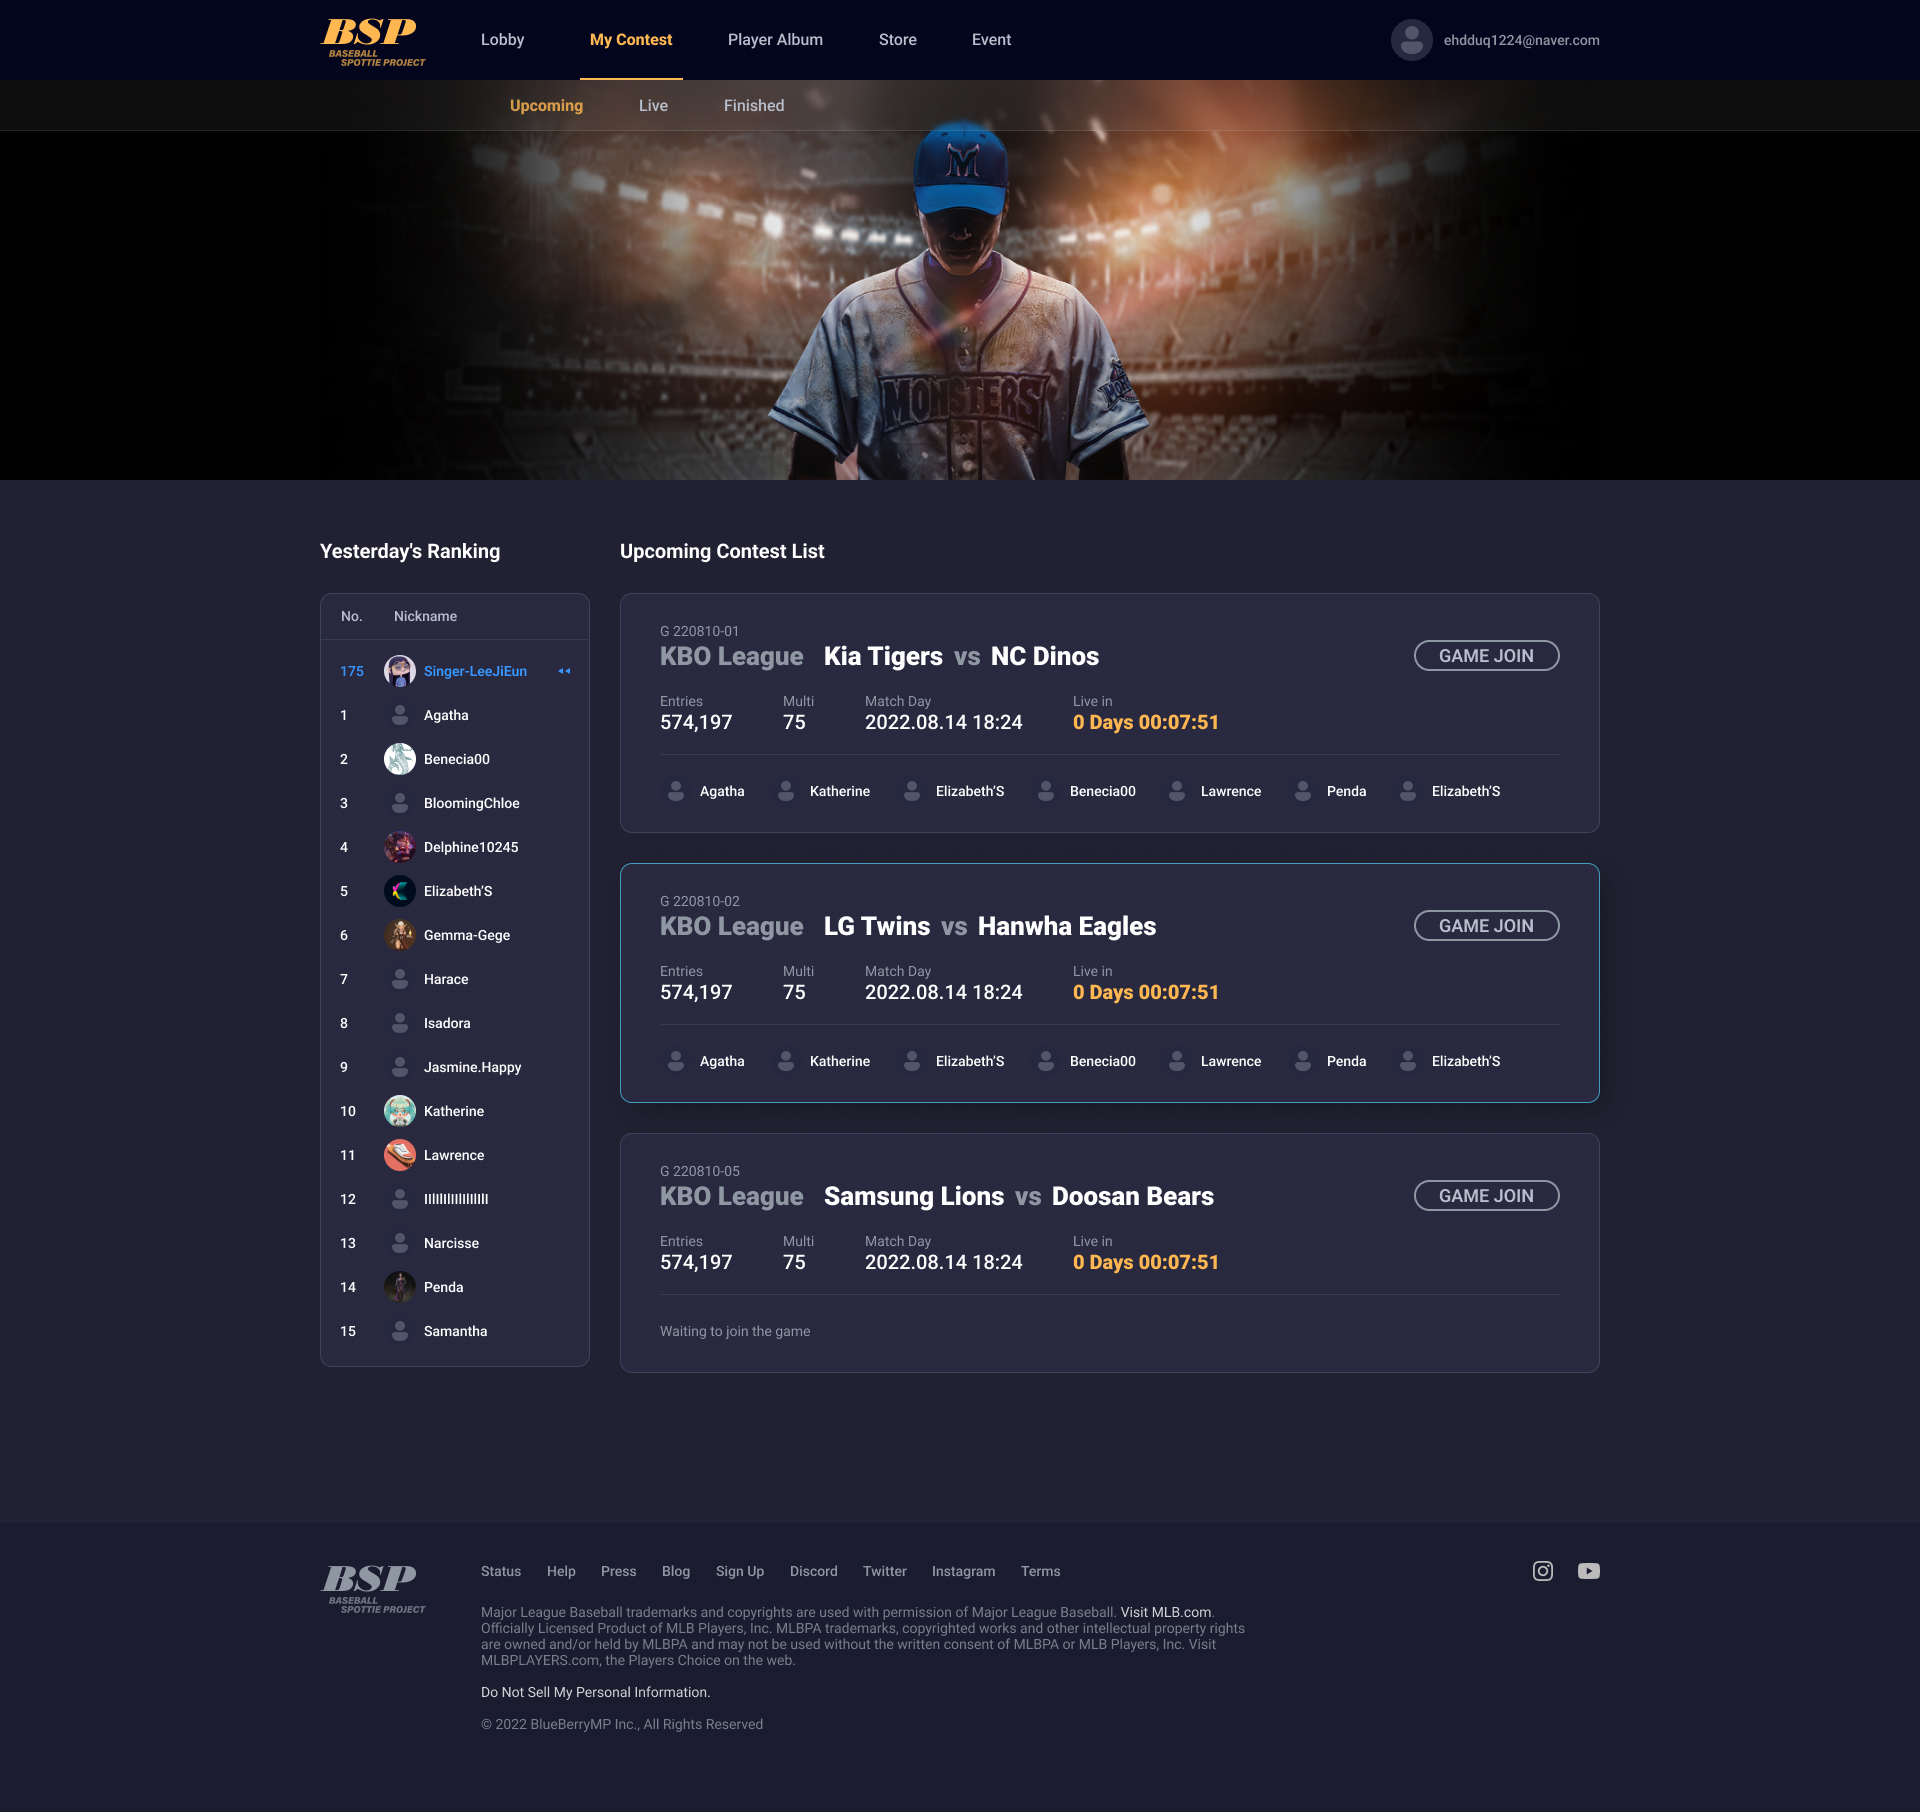 BSP
BASEBALL
SPOTTIE PROJECT
Lobby
My Contest
Player Album
Store
Event
ehdduq1224@naver.com
Upcoming
Live
Finished
M
MONSTERS
Yesterday's Ranking
No. Nickname
175 Singer-LeeJiEun
1 Agatha
2 Benecia00
3 BloomingChloe
4 Delphine10245
5 Elizabeth'S
6 Gemma-Gege
7 Harace
8 Isadora
9 Jasmine.Happy
10 Katherine
11 Lawrence
13 Narcisse
14 Penda
15 Samantha
Upcoming Contest List
G 220810-01
KBO League Kia Tigers vs NC Dinos
GAME JOIN
Entries Multi Match Day Live in
574,197 75 2022.08.14 18:24 0 Days 00:07:51
Agatha Katherine Elizabeth'S Benecia00 Lawrence Penda Elizabeth'S
G 220810-02
KBO League LG Twins vs Hanwha Eagles
GAME JOIN
Entries Multi Match Day Live in
574,197 75 2022.08.14 18:24 0 Days 00:07:51
Agatha Katherine Elizabeth'S Benecia00 Lawrence Penda Elizabeth'S
G 220810-05
KBO League Samsung Lions vs Doosan Bears
GAME JOIN
Entries Multi Match Day Live in
574,197 75 2022.08.14 18:24 0 Days 00:07:51
Waiting to join the game
BSP
BASEBALL
SPOTTIE PROJECT
Status Help Press Blog Sign Up Discord Twitter Instagram Terms
Major League Baseball trademarks and copyrights are used with permission of Major League Baseball. Visit MLB.com.
Officially Licensed Product of MLB Players, Inc. MLBPA trademarks, copyrighted works and other intellectual property rights
are owned and/or held by MLBPA and may not be used without the written consent of MLBPA or MLB Players, Inc. Visit
MLBPLAYERS.com, the Players Choice on the web.
Do Not Sell My Personal Information.
© 2022 BlueBerryMP Inc., All Rights Reserved